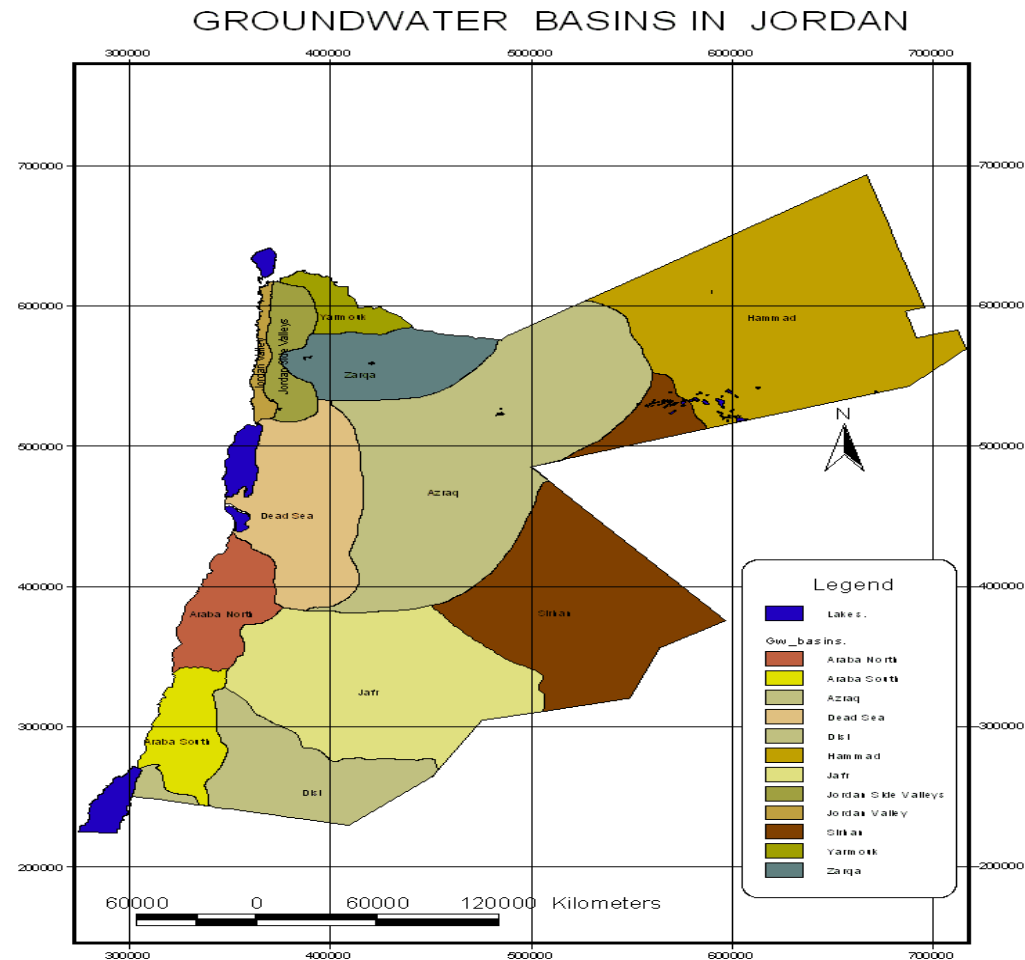 GROUNDWATER BASINS IN JORDAN
300000 400000 500000 600000 700000
700000 700000
600000 600000
Yarmouk
Hammad
Jordan Valley
Jordan Side Valleys
Zarqa
N
500000 500000
Azraq
Dead Sea
400000 400000
Araba North
Sirhan
Jafr
300000 300000
Araba South
Disi
200000 200000
Legend
Lakes.
Gw_basins.
Araba North
Araba South
Azraq
Dead Sea
Disi
Hammad
Jafr
Jordan Side Valleys
Jordan Valley
Sirhan
Yarmouk
Zarqa
60000 0 60000 120000 Kilometers
300000 400000 500000 600000 700000